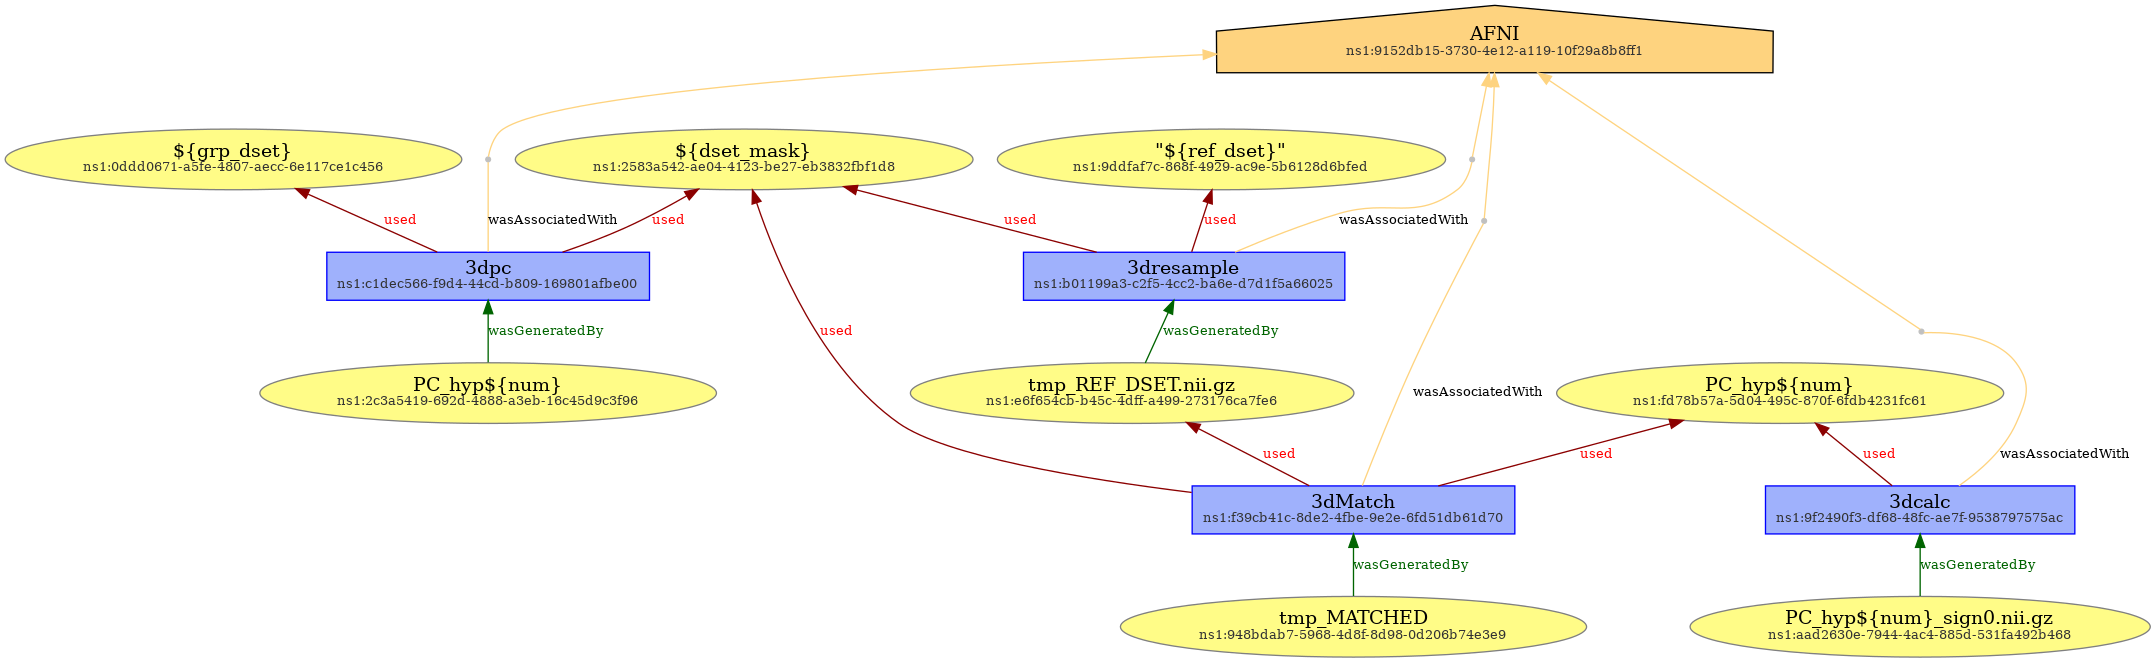 AFNI
ns1:9152db15-3730-4e12-a119-10f29a8b8ff1
${grp_dset}
ns1:0ddd0671-a5fe-4807-aecc-6e117ce1c456
${dset_mask}
ns1:2583a542-ae04-4123-be27-eb3832fbf1d8
"${ref_dset}"
ns1:9ddfaf7c-868f-4929-ac9e-5b6128d6bfed
used
wasAssociatedWith
used
used
used
wasAssociatedWith
3dpc
ns1:c1dec566-f9d4-44cd-b809-169801afbe00
3dresample
ns1:b01199a3-c2f5-4cc2-ba6e-d7d1f5a66025
wasGeneratedBy
used
wasGeneratedBy
PC_hyp${num}
ns1:2c3a5419-692d-4888-a3eb-16c45d9c3f96
tmp_REF_DSET.nii.gz
ns1:e6f654cb-b45c-4dff-a499-273176ca7fe6
wasAssociatedWith
PC_hyp${num}
ns1:fd78b57a-5d04-495c-870f-6fdb4231fc61
used
used
used
wasAssociatedWith
3dMatch
ns1:f39cb41c-8de2-4fbe-9e2e-6fd51db61d70
3dcalc
ns1:9f2490f3-df68-48fc-ae7f-9538797575ac
wasGeneratedBy
wasGeneratedBy
tmp_MATCHED
ns1:948bdab7-5968-4d8f-8d98-0d206b74e3e9
PC_hyp${num}_sign0.nii.gz
ns1:aad2630e-7944-4ac4-885d-531fa492b468